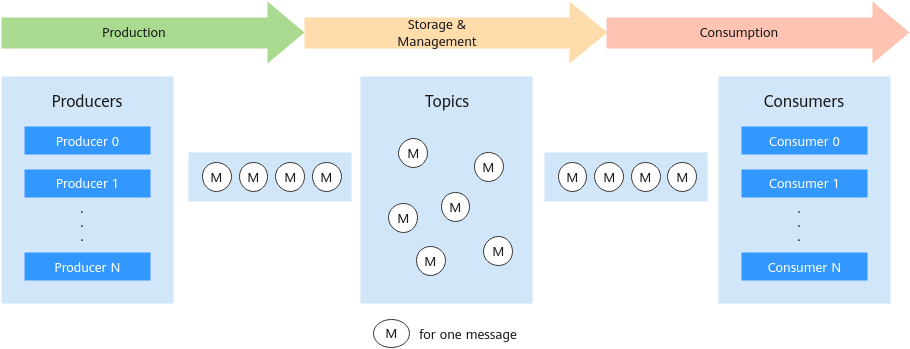 Production
Storage &
Management
Consumption
Producers
Producer 0
Producer 1
.
.
.
Producer N
M M M M
Topics
M
M
M
M
M
M
M M M M
Consumers
Consumer 0
Consumer 1
.
.
.
Consumer N
M for one message